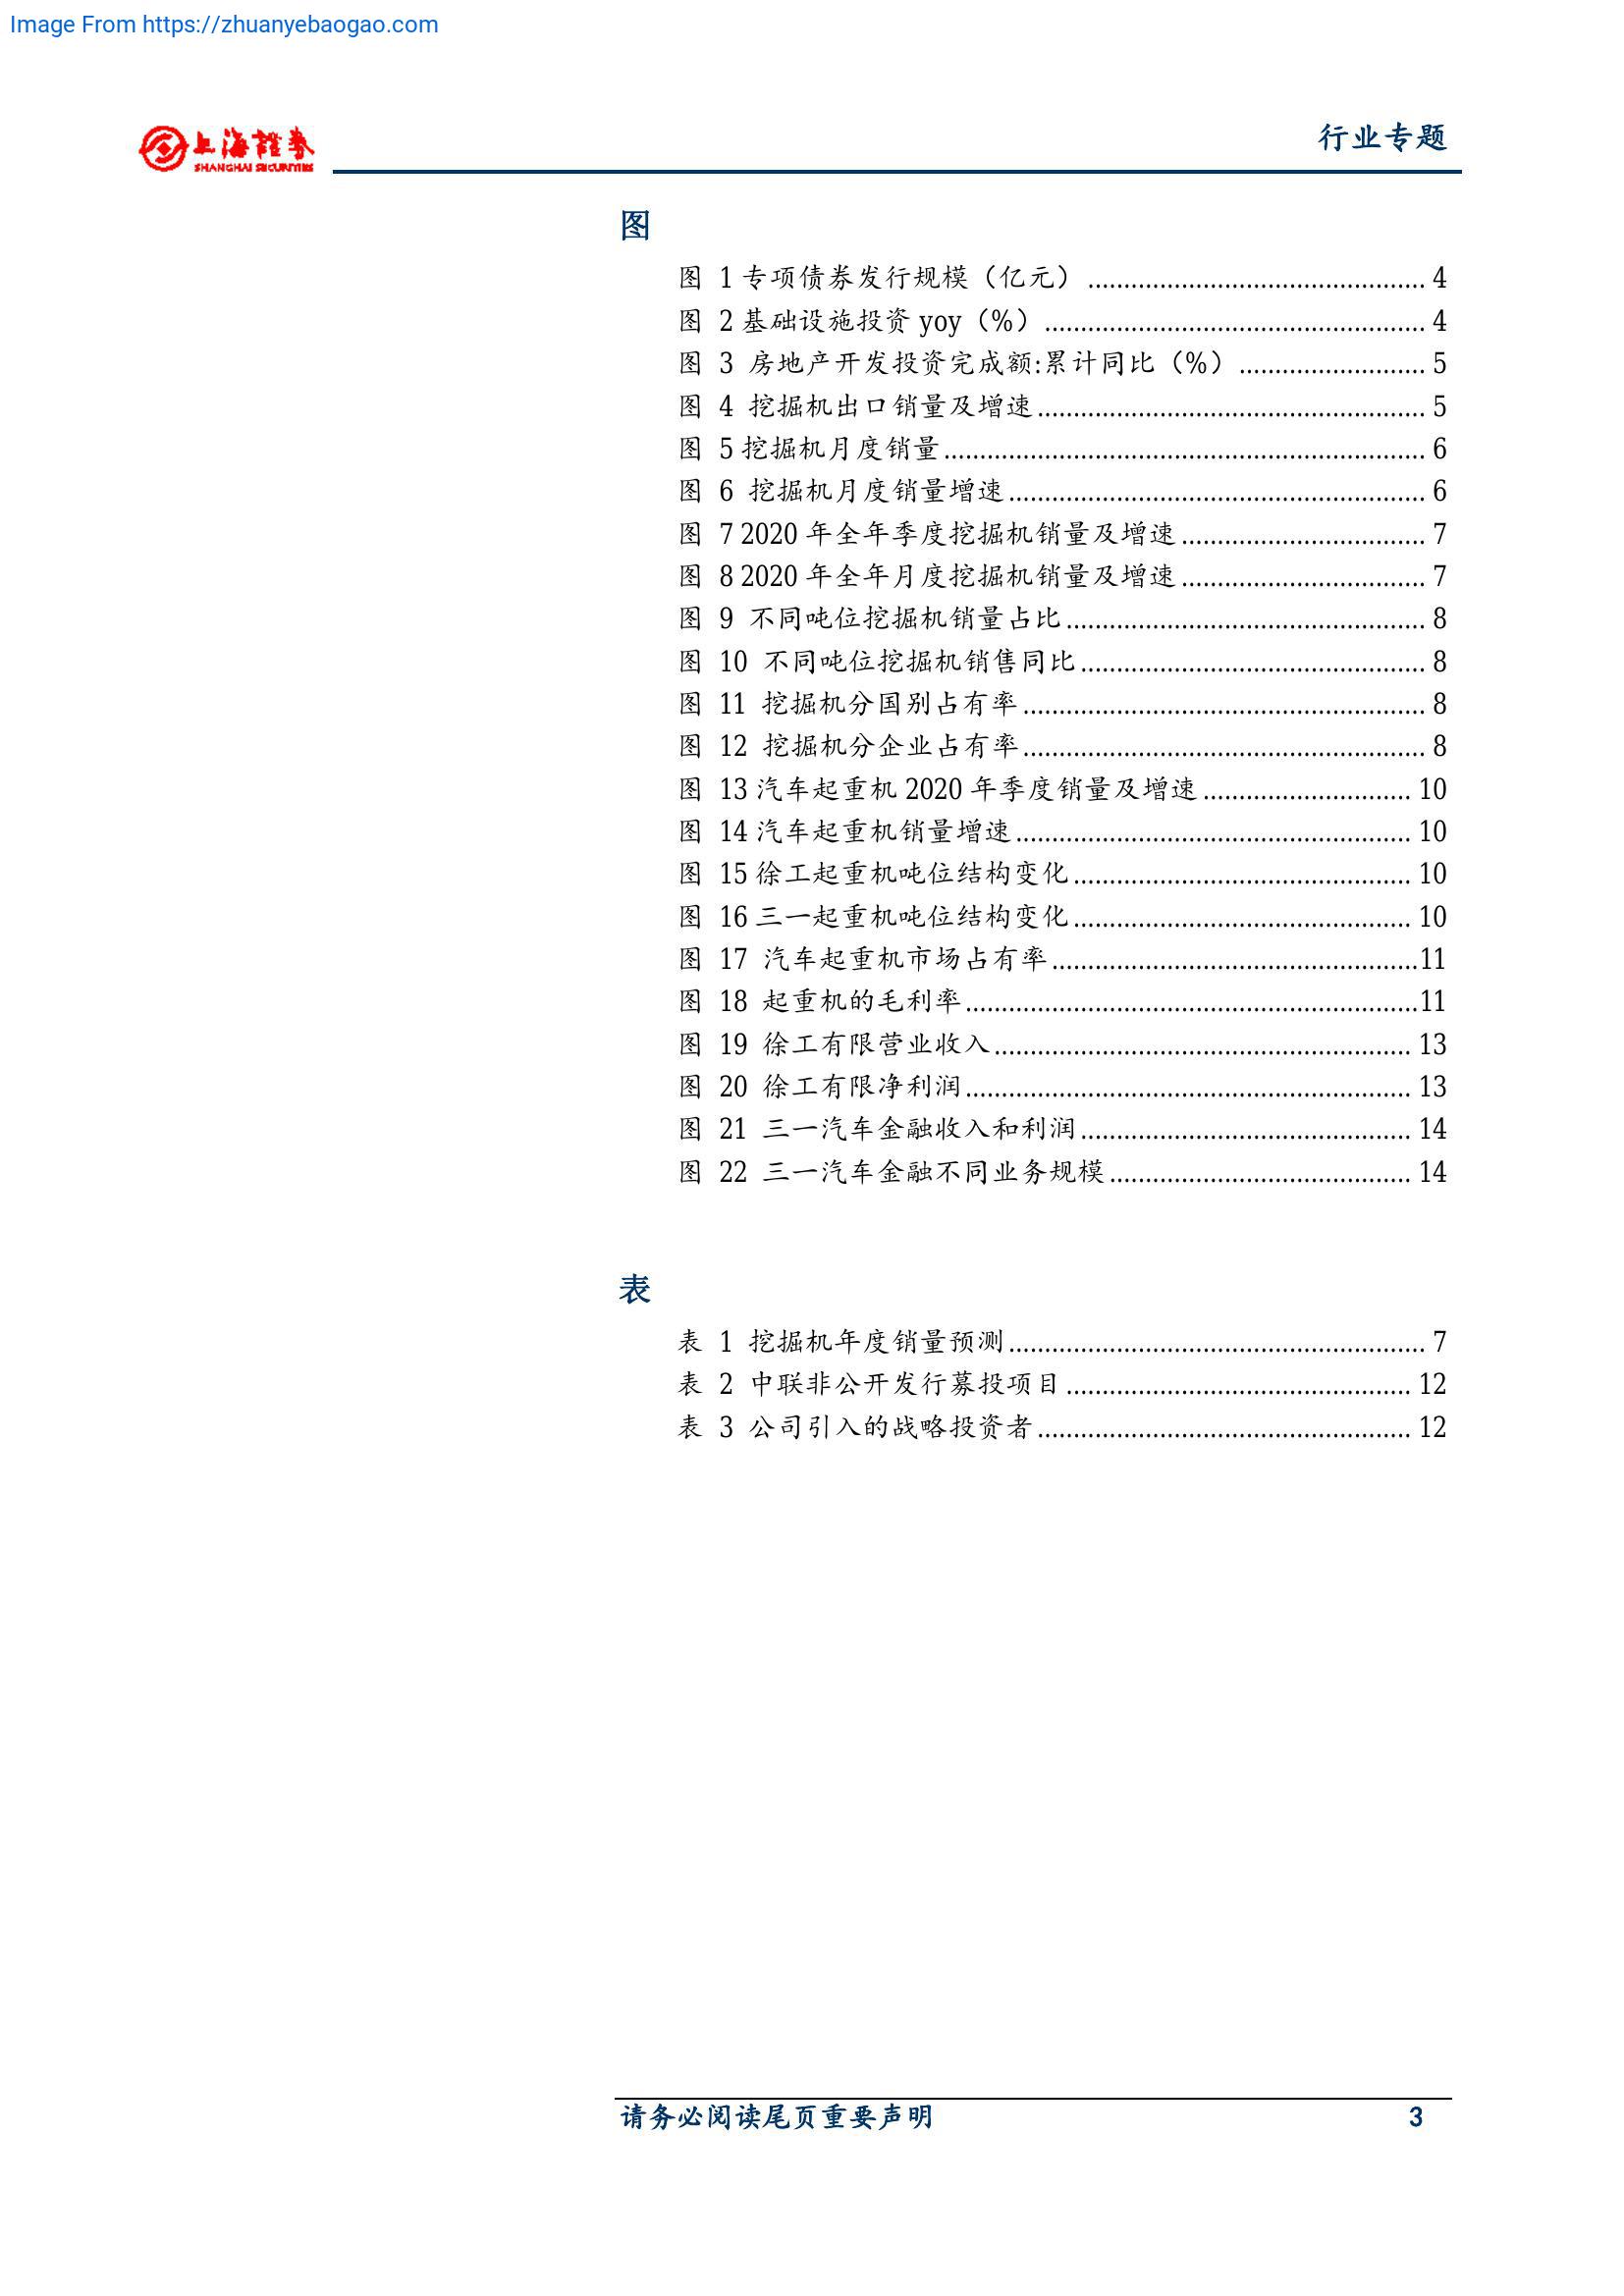 Image From https://zhuanyebaogao.com
上海證券
SHANGHAI SECURITIES
行业专题
图
图 1 专项债券发行规模（亿元）................................................ 4
图 2 基础设施投资 yoy（%）...................................................... 4
图 3 房地产开发投资完成额:累计同比（%）.......................... 5
图 4 挖掘机出口销量及增速....................................................... 5
图 5 挖掘机月度销量.................................................................... 6
图 6 挖掘机月度销量增速........................................................... 6
图 7 2020 年全年季度挖掘机销量及增速.................................. 7
图 8 2020 年全年月度挖掘机销量及增速.................................. 7
图 9 不同吨位挖掘机销量占比................................................... 8
图 10 不同吨位挖掘机销售同比................................................. 8
图 11 挖掘机分国别占有率......................................................... 8
图 12 挖掘机分企业占有率......................................................... 8
图 13 汽车起重机 2020 年季度销量及增速............................. 10
图 14 汽车起重机销量增速....................................................... 10
图 15 徐工起重机吨位结构变化............................................... 10
图 16 三一起重机吨位结构变化............................................... 10
图 17 汽车起重机市场占有率................................................... 11
图 18 起重机的毛利率............................................................... 11
图 19 徐工有限营业收入........................................................... 13
图 20 徐工有限净利润............................................................... 13
图 21 三一汽车金融收入和利润............................................... 14
图 22 三一汽车金融不同业务规模........................................... 14
表
表 1 挖掘机年度销量预测........................................................... 7
表 2 中联非公开发行募投项目................................................. 12
表 3 公司引入的战略投资者..................................................... 12
请务必阅读尾页重要声明
3